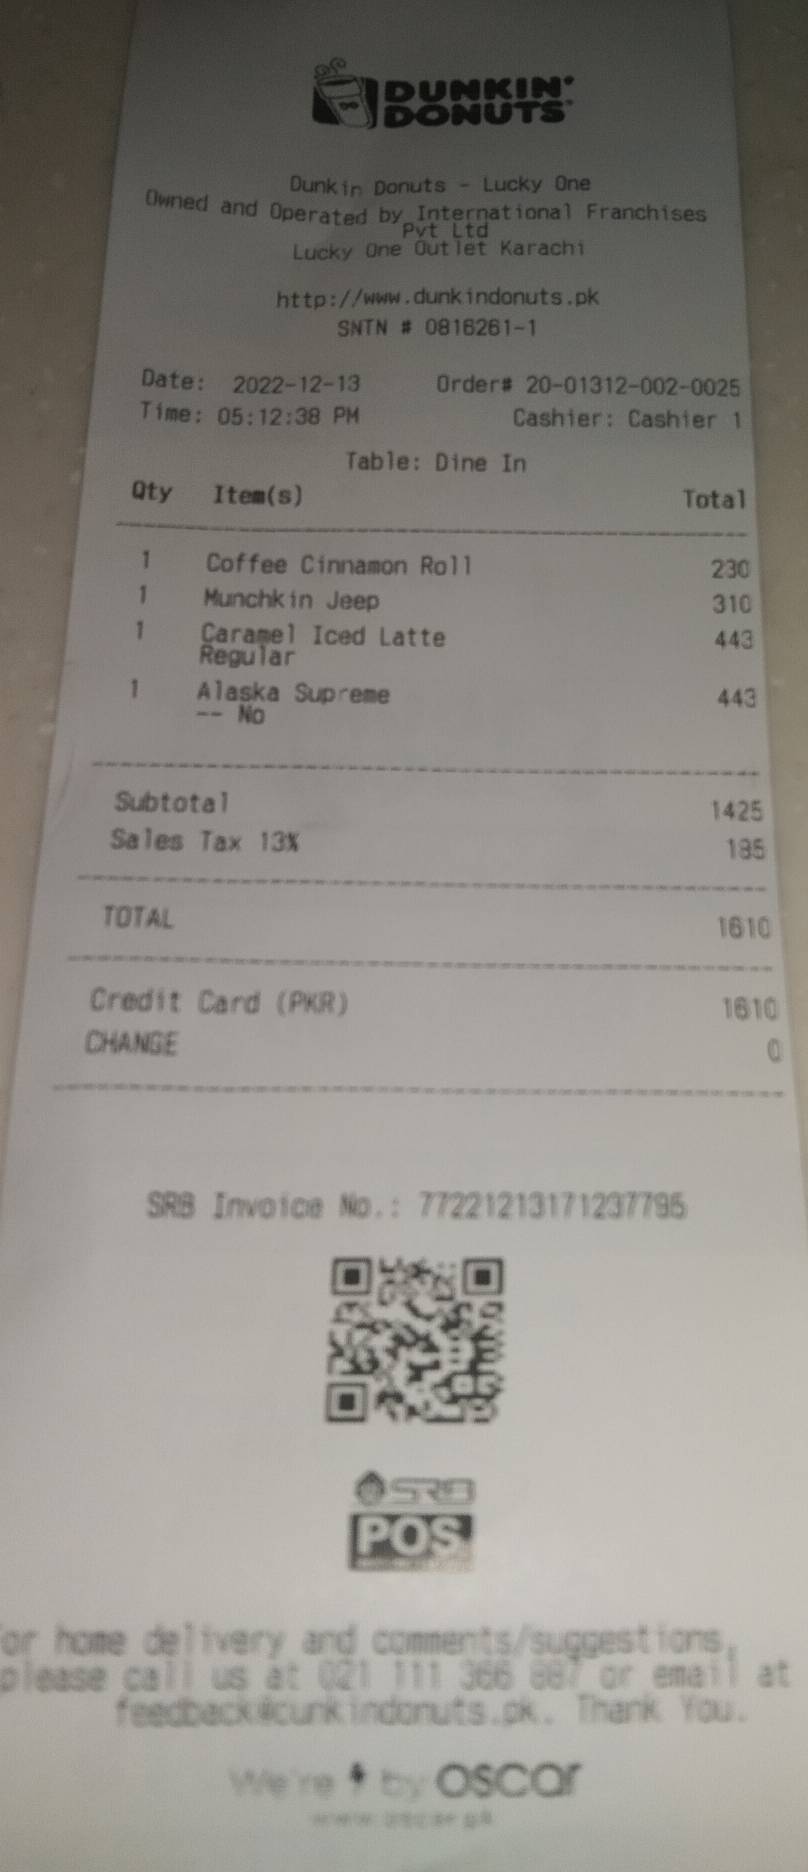 DUNKIN'
DONUTS
Dunkin Donuts - Lucky One
Owned and Operated by International Franchises
Pvt Ltd
Lucky One Outlet Karachi
http://www.dunkindonuts.pk
SNTN # 0816261-1
Date: 2022-12-13 Order# 20-01312-002-0025
Time: 05:12:38 PM Cashier: Cashier 1
Table: Dine In
Qty Item(s) Total
1 Coffee Cinnamon Roll 230
1 Munchkin Jeep 310
1 Caramel Iced Latte 443
Regular
1 Alaska Supreme 443
-- No
Subtotal 1425
Sales Tax 13% 185
TOTAL 1610
Credit Card (PKR) 1610
CHANGE 0
SRB Invoice No.: 77221213171237795
SRB
POS
or home delivery and comments/suggestions,
please call us at 021 111 366 887 or email at
feedback@dunkindonuts.pk. Thank You.
We're by oscar
www.oscar.pk